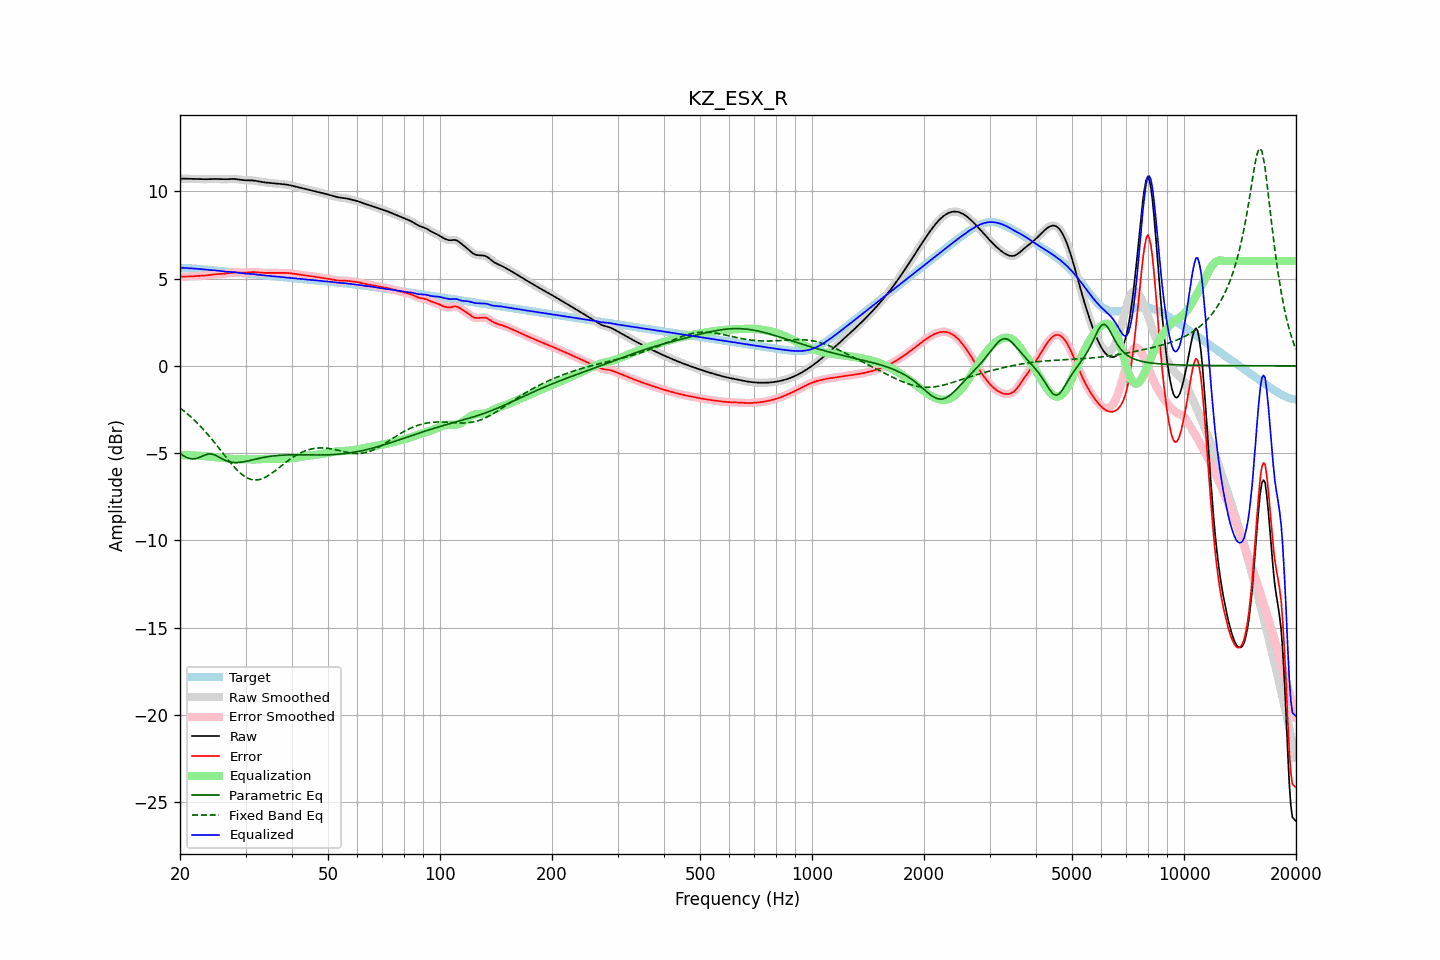 KZ_ESX_R
Amplitude (dBr)
10
5
0
−5
−10
−15
−20
−25
Target
Raw Smoothed
Error Smoothed
Raw
Error
Equalization
Parametric Eq
Fixed Band Eq
Equalized
20 50 100 200 500 1000 2000 5000 10000 20000
Frequency (Hz)